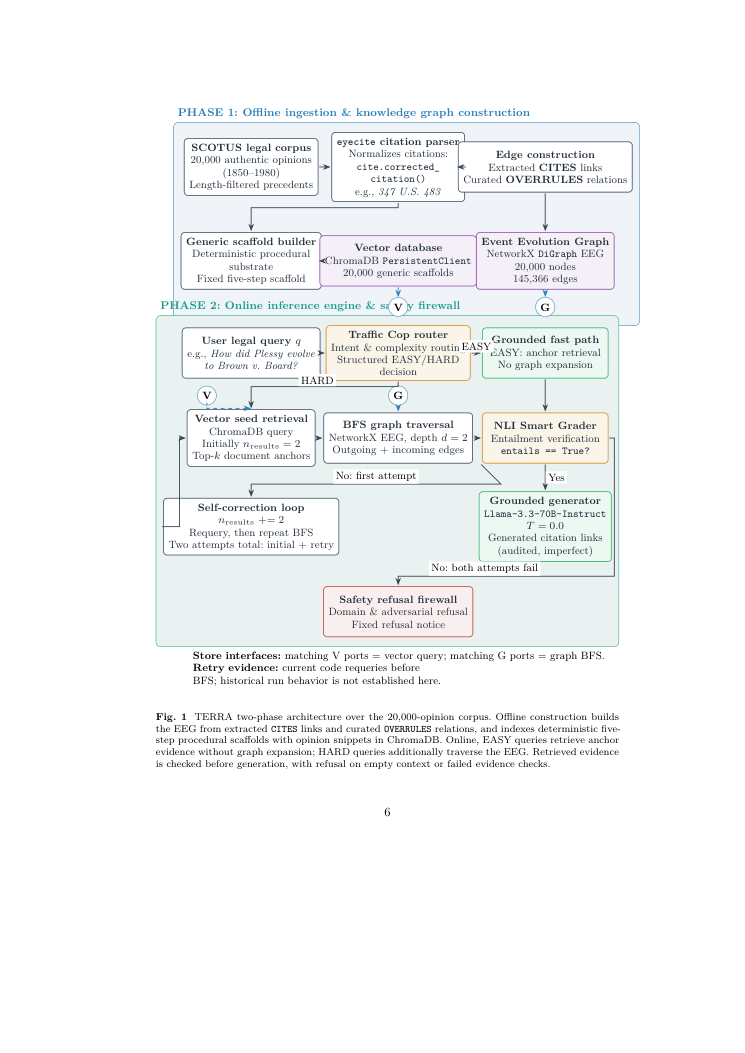 PHASE 1: Offline ingestion & knowledge graph construction
SCOTUS legal corpus
20,000 authentic opinions
(1850–1980)
Length-filtered precedents
eyecite citation parser
Normalizes citations:
cite.corrected_
citation()
e.g., 347 U.S. 483
Edge construction
Extracted CITES links
Curated OVERRULES relations
Generic scaffold builder
Deterministic procedural
substrate
Fixed five-step scaffold
Vector database
ChromaDB PersistentClient
20,000 generic scaffolds
Event Evolution Graph
NetworkX DiGraph EEG
20,000 nodes
145,366 edges
V
G
PHASE 2: Online inference engine & safety firewall
User legal query q
e.g., How did Plessy evolve
to Brown v. Board?
Traffic Cop router
Intent & complexity routing
Structured EASY/HARD
decision
EASY
Grounded fast path
EASY: anchor retrieval
No graph expansion
HARD
V
G
Vector seed retrieval
ChromaDB query
Initially nresults = 2
Top-k document anchors
BFS graph traversal
NetworkX EEG, depth d = 2
Outgoing + incoming edges
NLI Smart Grader
Entailment verification
entails == True?
No: first attempt
Yes
Self-correction loop
nresults += 2
Requery, then repeat BFS
Two attempts total: initial + retry
Grounded generator
Llama-3.3-70B-Instruct
T = 0.0
Generated citation links
(audited, imperfect)
No: both attempts fail
Safety refusal firewall
Domain & adversarial refusal
Fixed refusal notice
Store interfaces: matching V ports = vector query; matching G ports = graph BFS.
Retry evidence: current code requeries before
BFS; historical run behavior is not established here.
Fig. 1 TERRA two-phase architecture over the 20,000-opinion corpus. Offline construction builds
the EEG from extracted CITES links and curated OVERRULES relations, and indexes deterministic five-
step procedural scaffolds with opinion snippets in ChromaDB. Online, EASY queries retrieve anchor
evidence without graph expansion; HARD queries additionally traverse the EEG. Retrieved evidence
is checked before generation, with refusal on empty context or failed evidence checks.
6